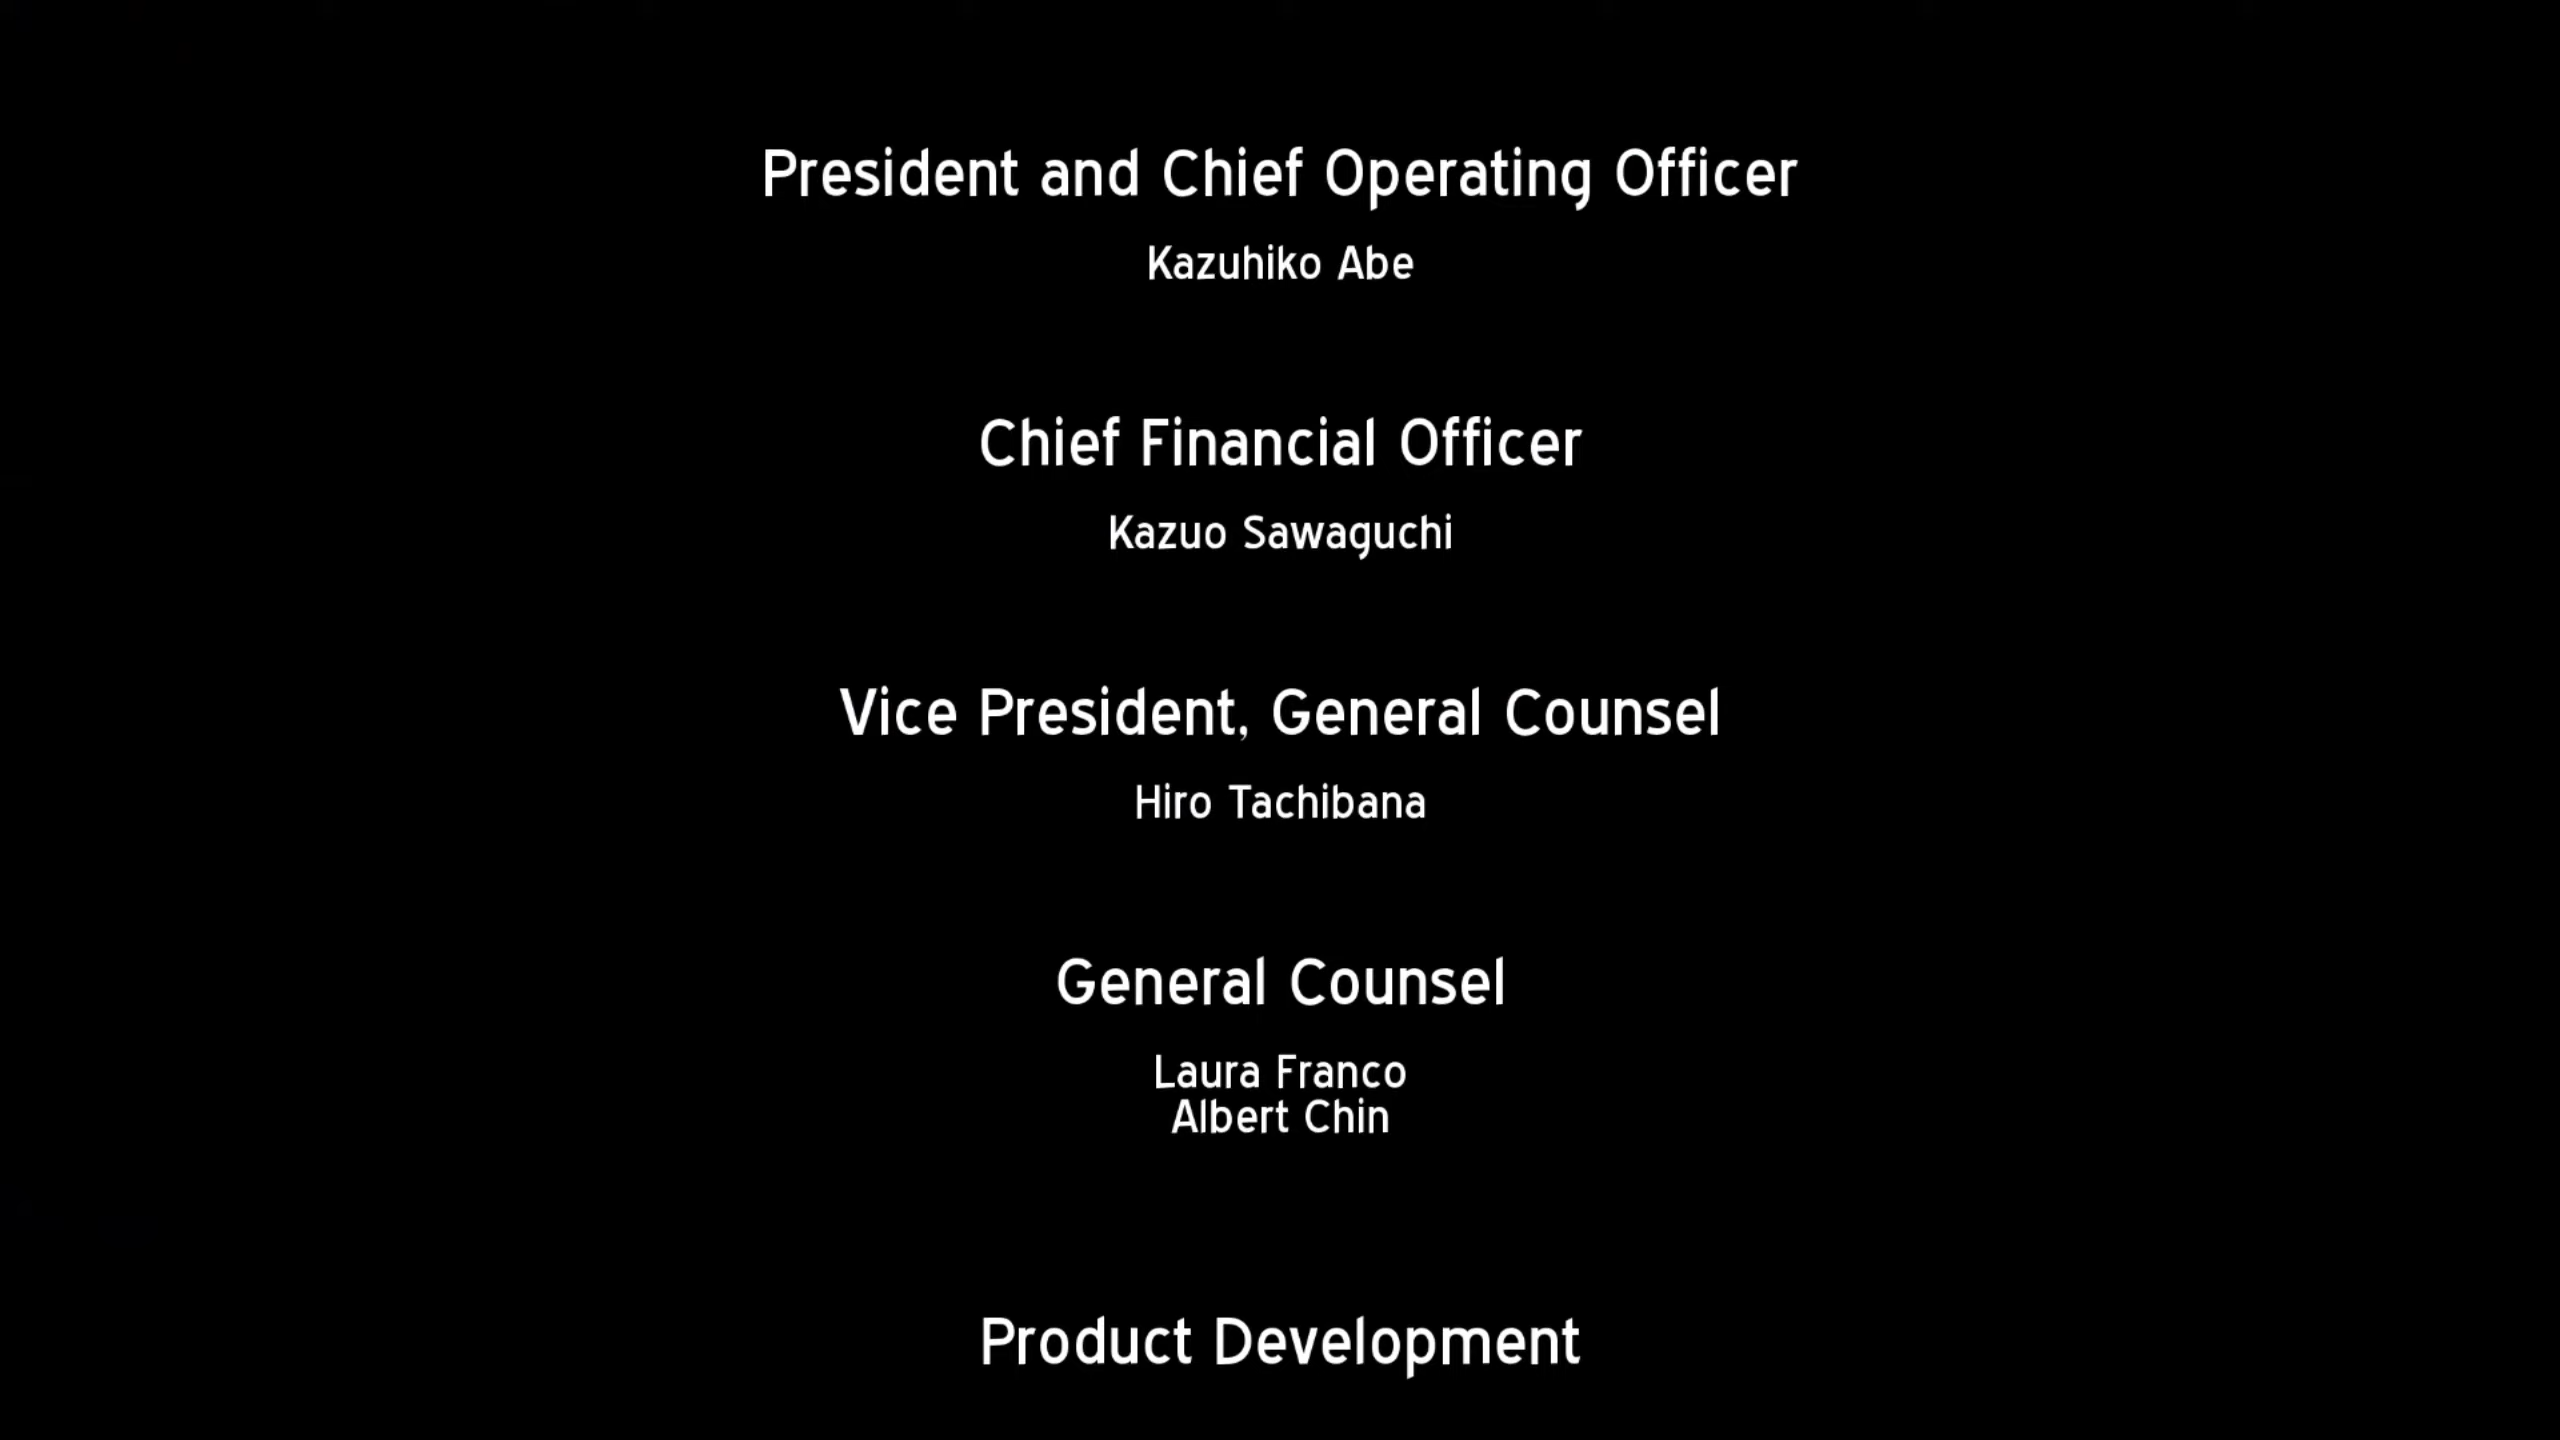 President and Chief Operating Officer
Kazuhiko Abe
Chief Financial Officer
Kazuo Sawaguchi
Vice President, General Counsel
Hiro Tachibana
General Counsel
Laura Franco
Albert Chin
Product Development